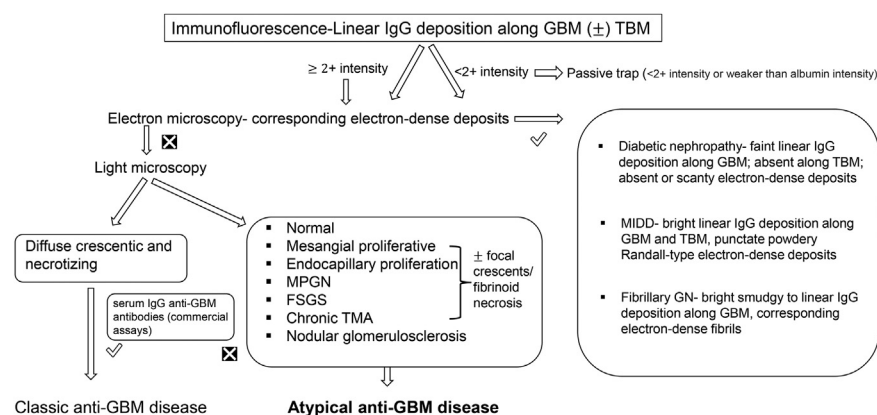 Immunofluorescence-Linear IgG deposition along GBM (±) TBM
≥ 2+ intensity
<2+ intensity
Passive trap (<2+ intensity or weaker than albumin intensity)
Electron microscopy- corresponding electron-dense deposits
Light microscopy
Diffuse crescentic and
necrotizing
serum IgG anti-GBM
antibodies (commercial
assays)
Classic anti-GBM disease
▪ Normal
▪ Mesangial proliferative
▪ Endocapillary proliferation
▪ MPGN
▪ FSGS
▪ Chronic TMA
▪ Nodular glomerulosclerosis
± focal
crescents/
fibrinoid
necrosis
Atypical anti-GBM disease
▪ Diabetic nephropathy- faint linear IgG
deposition along GBM; absent along TBM;
absent or scanty electron-dense deposits
▪ MIDD- bright linear IgG deposition along
GBM and TBM, punctate powdery
Randall-type electron-dense deposits
▪ Fibrillary GN- bright smudgy to linear IgG
deposition along GBM, corresponding
electron-dense fibrils